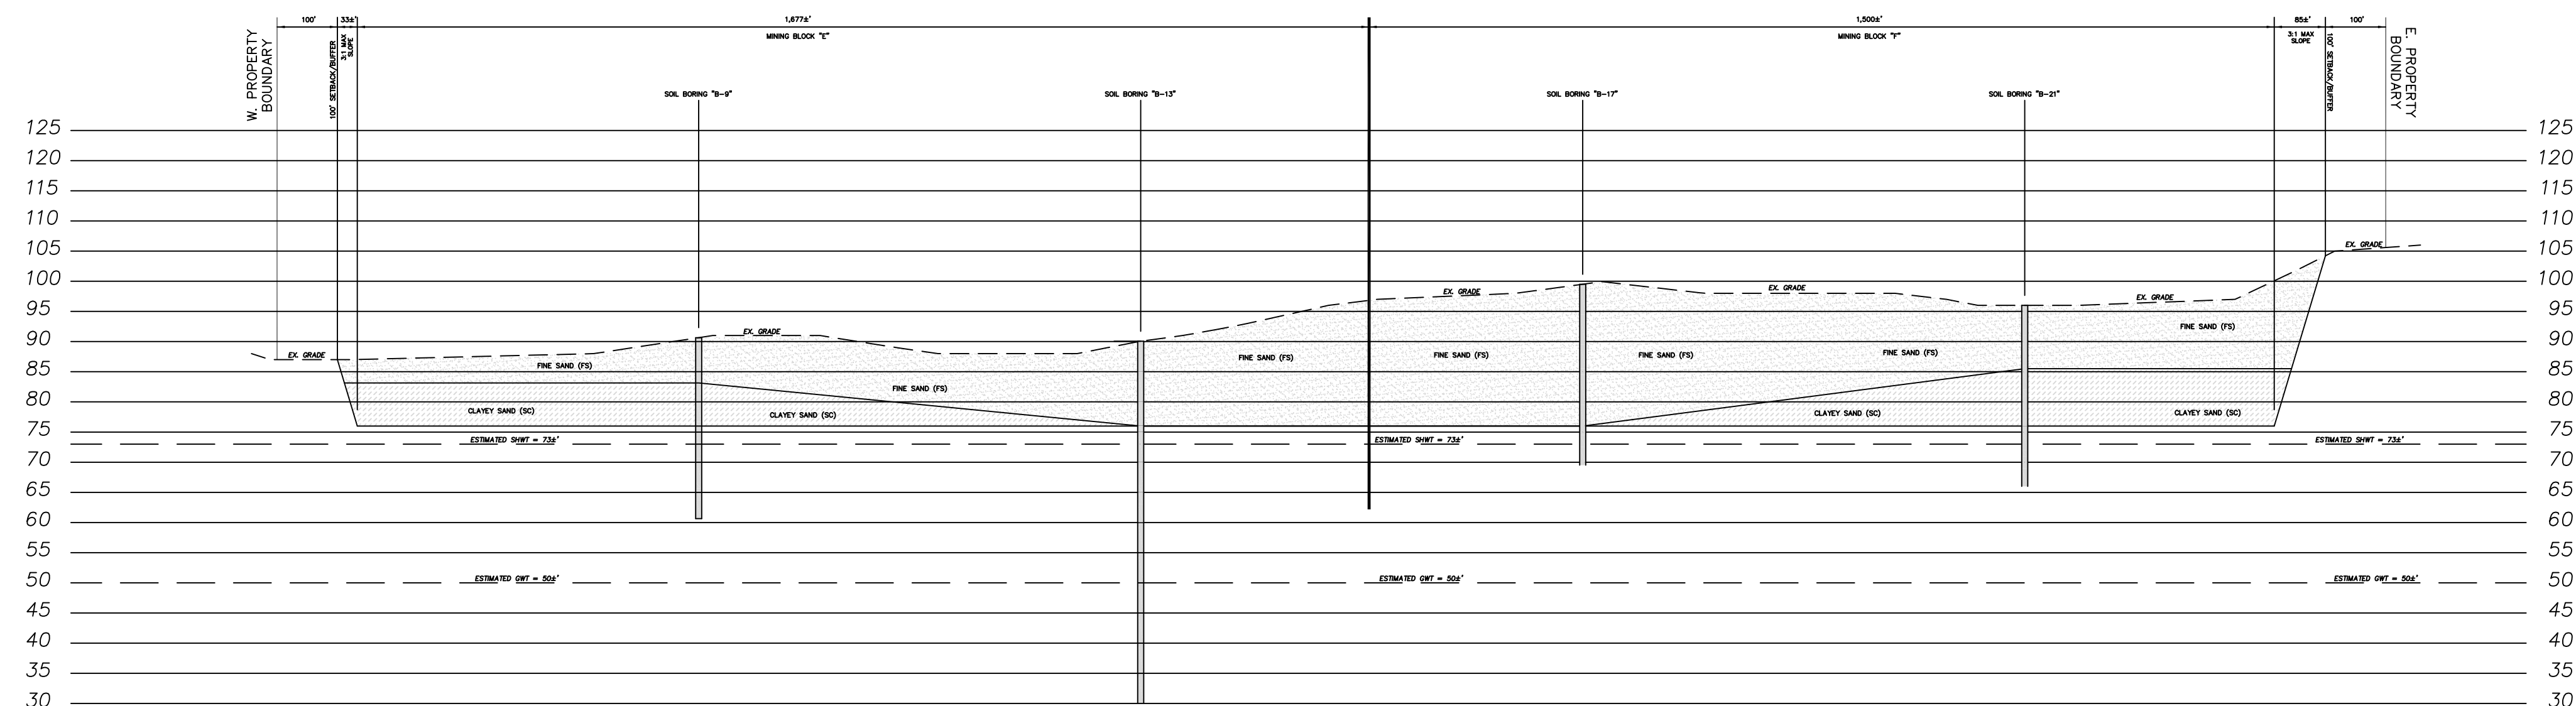 100'
33±'
1,677±'
1,500±'
85±'
100'
W. PROPERTY
BOUNDARY
100' SETBACK/BUFFER
3:1 MAX
SLOPE
MINING BLOCK "E"
MINING BLOCK "F"
3:1 MAX
SLOPE
100' SETBACK/BUFFER
E. PROPERTY
BOUNDARY
SOIL BORING "B-9"
SOIL BORING "B-13"
SOIL BORING "B-17"
SOIL BORING "B-21"
125 125
120 120
115 115
110 110
105 EX. GRADE 105
100 100
EX. GRADE EX. GRADE EX. GRADE
95 95
FINE SAND (FS)
90 EX. GRADE 90
EX. GRADE FINE SAND (FS) FINE SAND (FS) FINE SAND (FS) FINE SAND (FS)
85 FINE SAND (FS) 85
FINE SAND (FS)
80 80
CLAYEY SAND (SC) CLAYEY SAND (SC) CLAYEY SAND (SC) CLAYEY SAND (SC)
75 75
ESTIMATED SHWT = 73±' ESTIMATED SHWT = 73±' ESTIMATED SHWT = 73±'
70 70
65 65
60 60
55 55
50 ESTIMATED GWT = 50±' ESTIMATED GWT = 50±' ESTIMATED GWT = 50±' 50
45 45
40 40
35 35
30 30